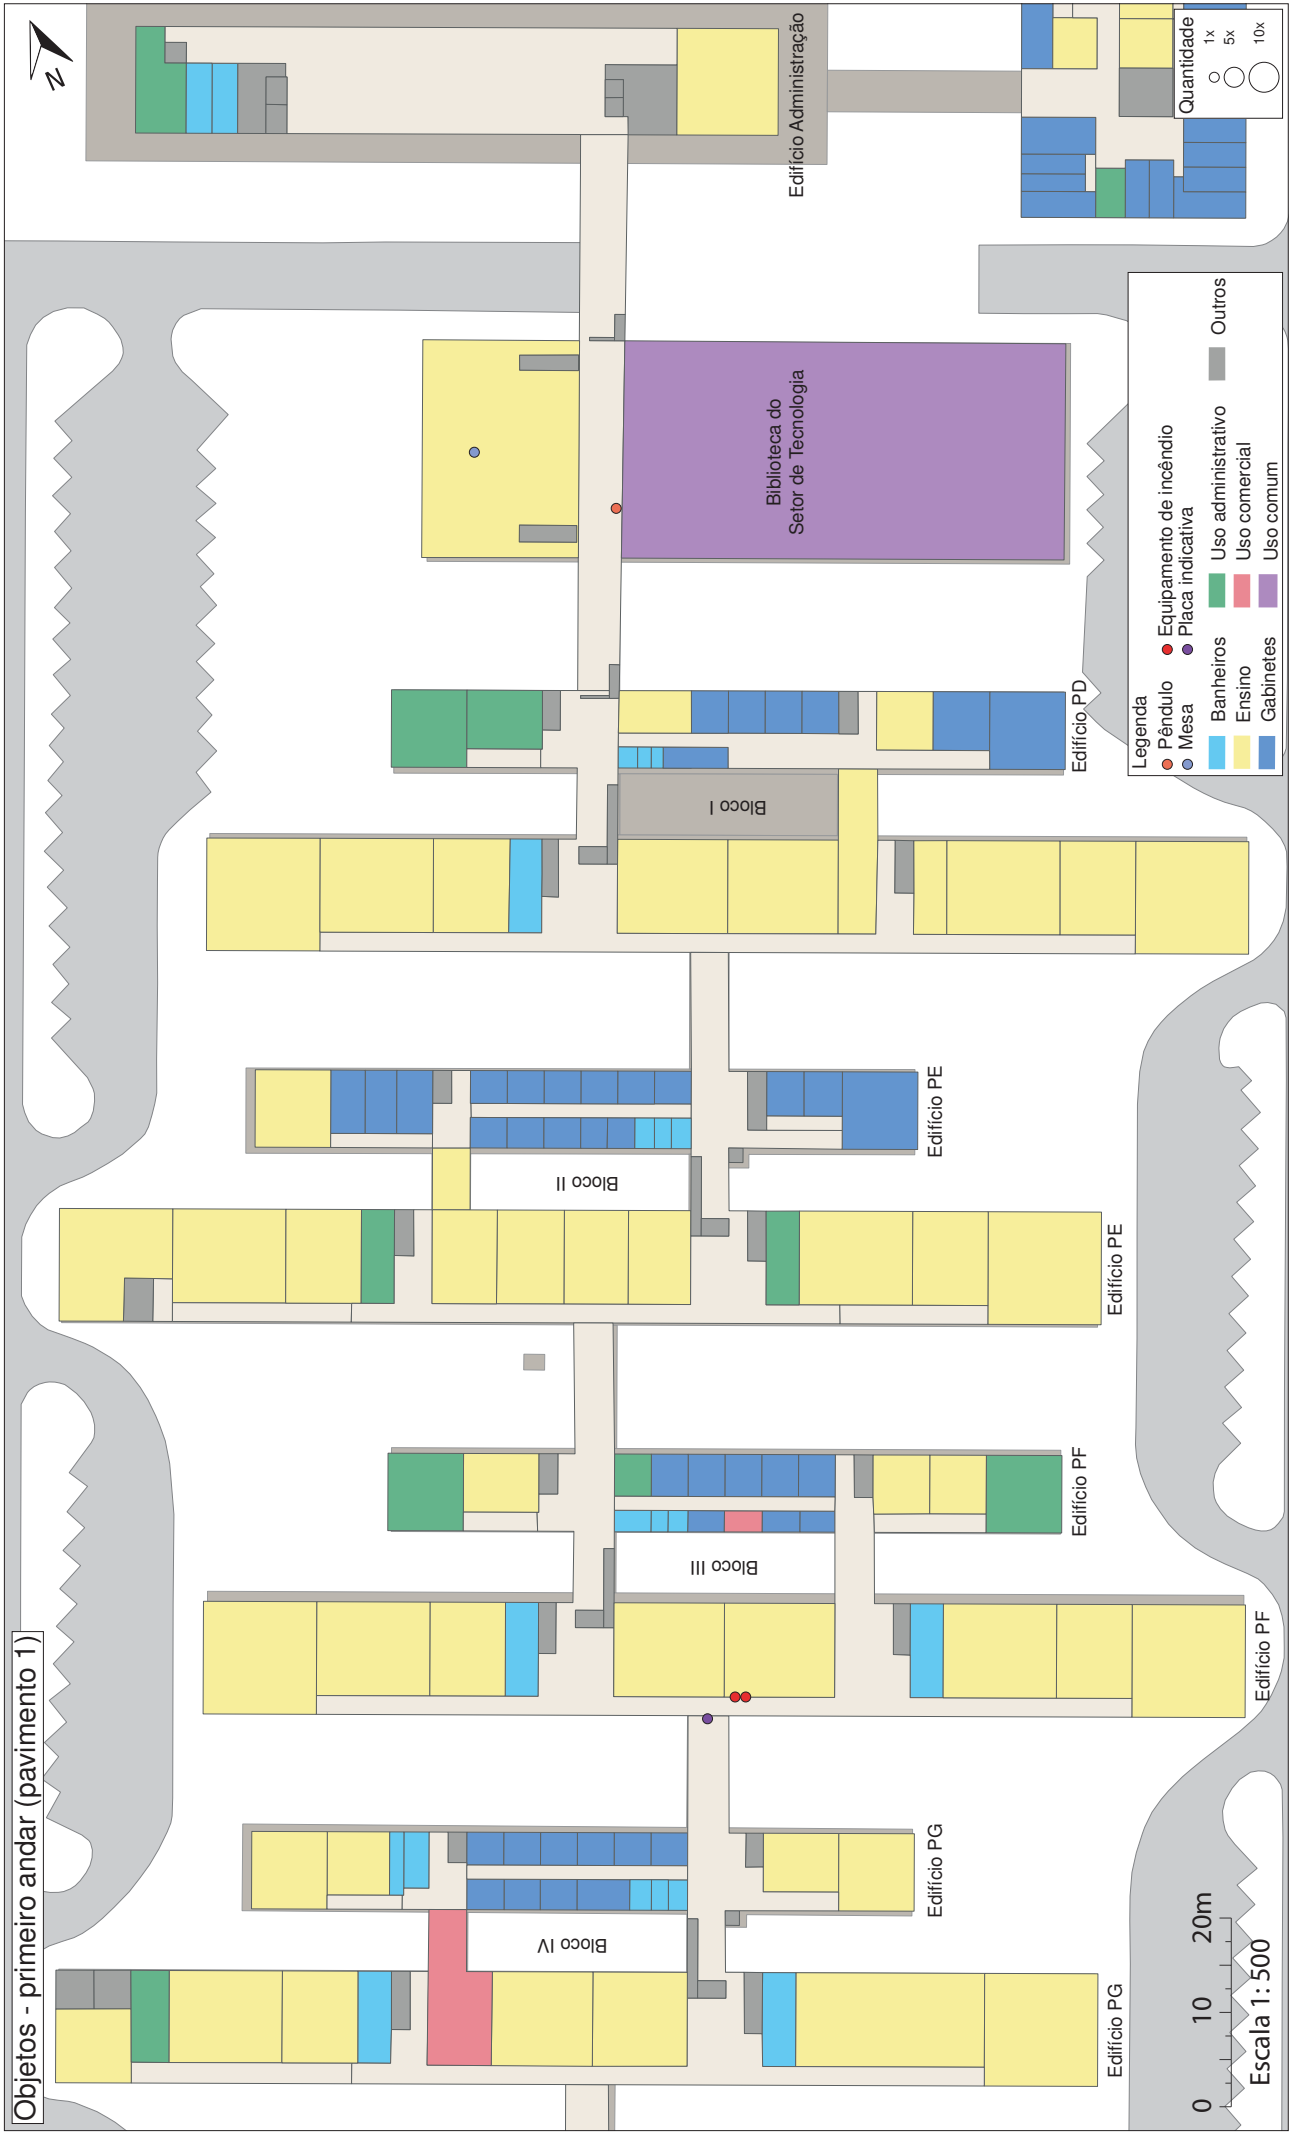 Objetos - primeiro andar (pavimento 1)
N
Edifício Administração
Quantidade
1x
5x
10x
Biblioteca do
Setor de Tecnologia
Legenda
Pêndulo
Equipamento de incêndio
Mesa
Placa indicativa
Banheiros
Uso administrativo
Outros
Ensino
Uso comercial
Gabinetes
Uso comum
Edifício PD
Bloco I
Edifício PE
Bloco II
Edifício PE
Edifício PF
Bloco III
Edifício PF
Edifício PG
Bloco IV
Edifício PG
0 10 20m
Escala 1: 500